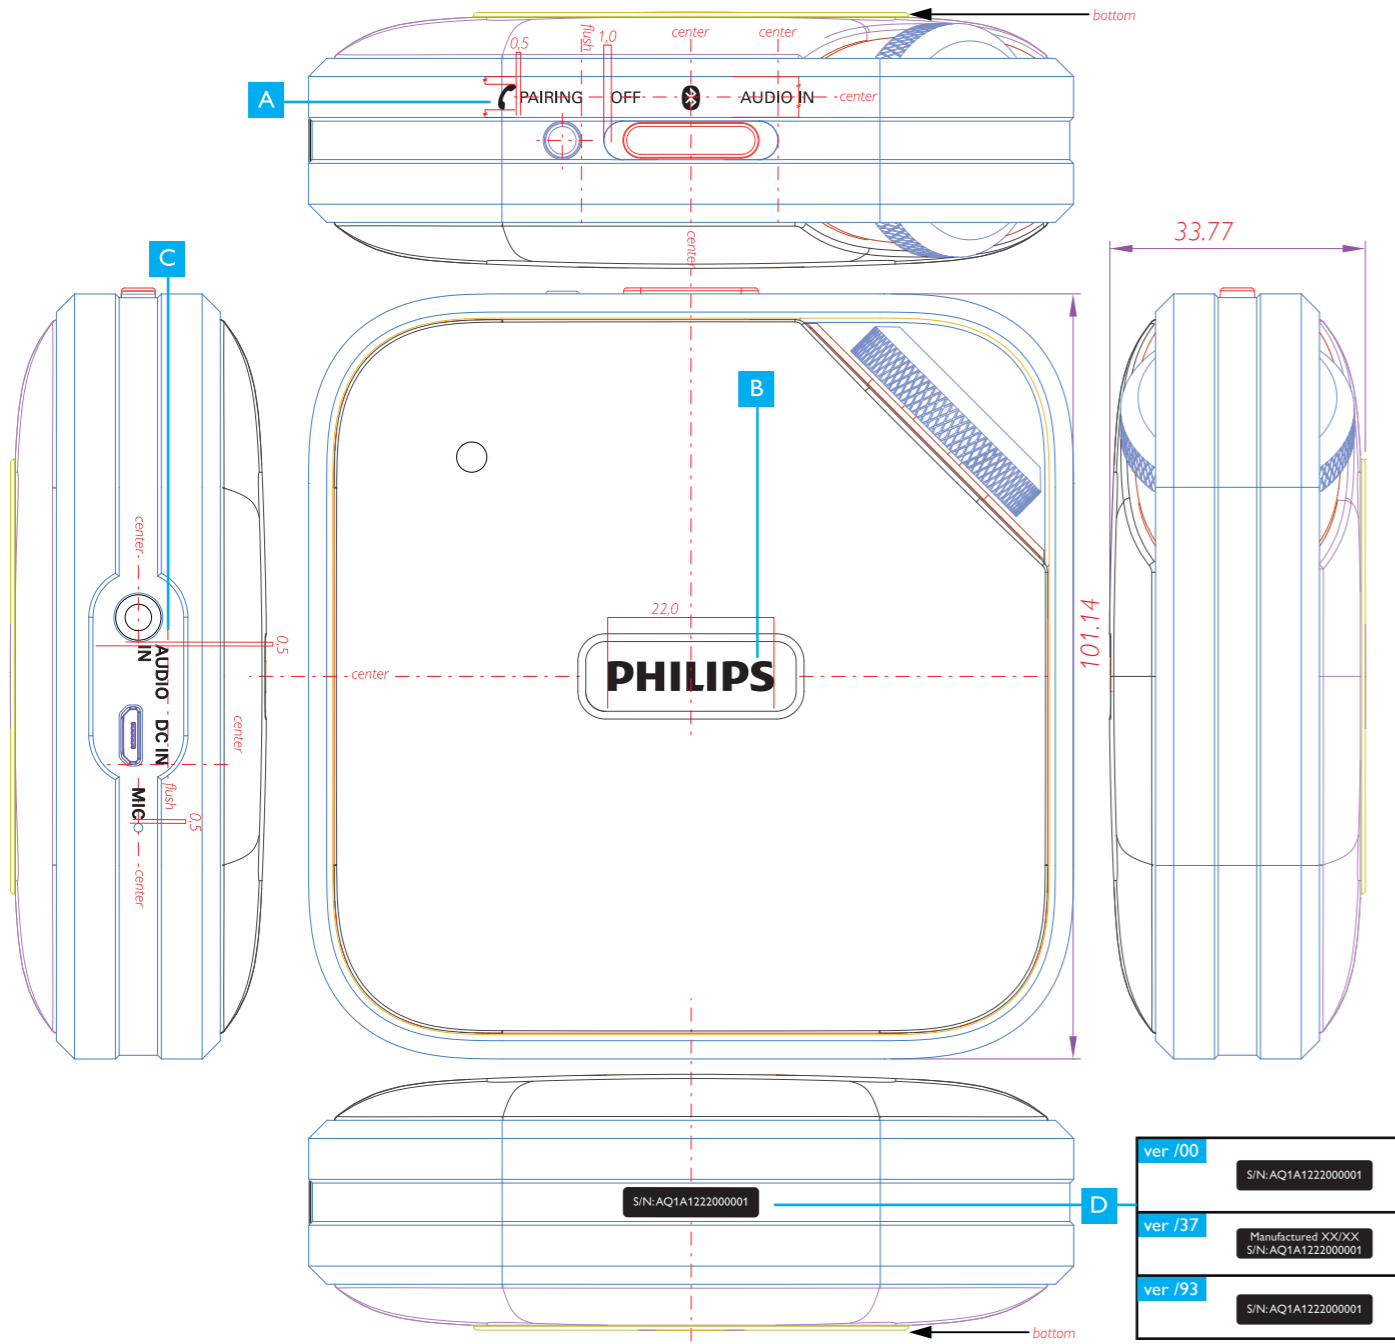 bottom
0,5
flush
1,0
center
center
A
PAIRING
OFF
AUDIO IN
center
C
center
33.77
B
center
22,0
101.14
0,5
AUDIO
IN
PHILIPS
center
DC IN
center
flush
MIC
0,5
center
S/N: AQ1A1222000001
D
ver /00
S/N: AQ1A1222000001
ver /37
Manufactured XX/XX
S/N: AQ1A1222000001
ver /93
S/N: AQ1A1222000001
bottom